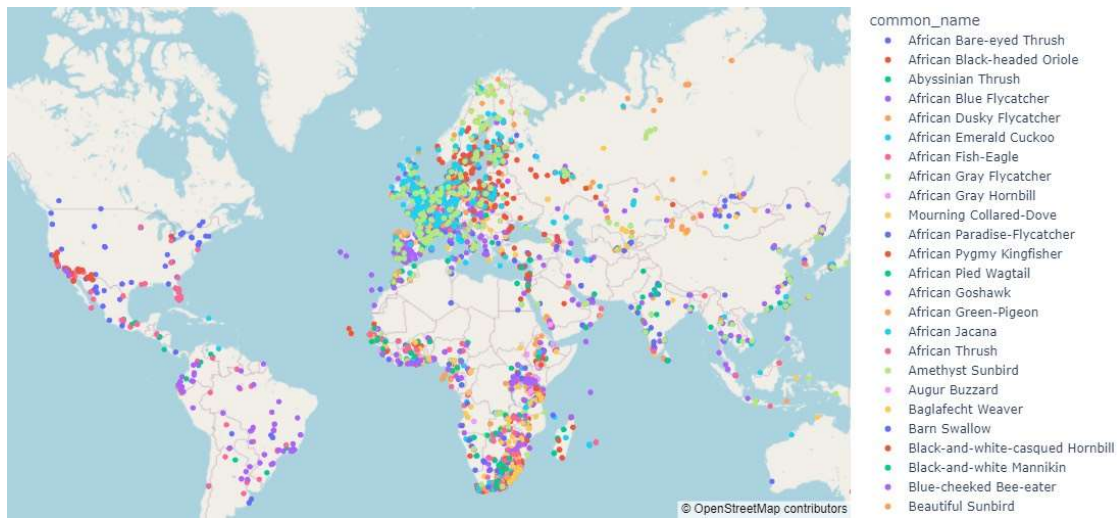 common_name
African Bare-eyed Thrush
African Black-headed Oriole
Abyssinian Thrush
African Blue Flycatcher
African Dusky Flycatcher
African Emerald Cuckoo
African Fish-Eagle
African Gray Flycatcher
African Gray Hornbill
Mourning Collared-Dove
African Paradise-Flycatcher
African Pygmy Kingfisher
African Pied Wagtail
African Goshawk
African Green-Pigeon
African Jacana
African Thrush
Amethyst Sunbird
Augur Buzzard
Baglafecht Weaver
Barn Swallow
Black-and-white-casqued Hornbill
Black-and-white Mannikin
Blue-cheeked Bee-eater
Beautiful Sunbird
© OpenStreetMap contributors